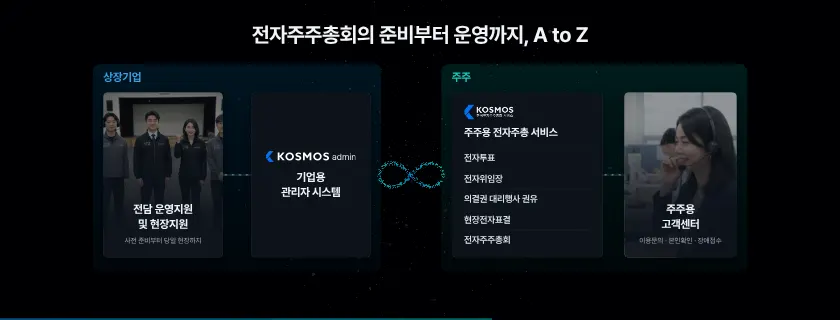 전자주주총회의 준비부터 운영까지, A to Z
상장기업
전담 운영지원
및 현장지원
사전 준비부터 당일 현장까지
KOSMOS admin
기업용
관리자 시스템
주주
KOSMOS
주주용 전자주총 서비스
전자투표
전자위임장
의결권 대리행사 권유
현장전자표결
전자주주총회
주주용
고객센터
이용문의 · 본인확인 · 장애접수